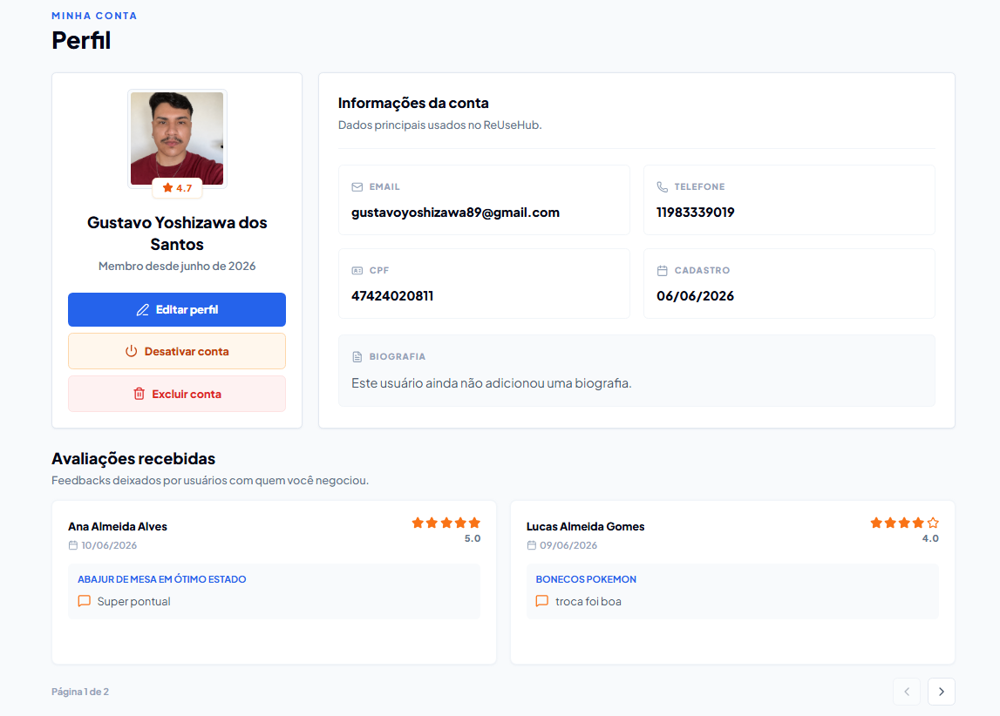 MINHA CONTA
Perfil
4.7
Gustavo Yoshizawa dos
Santos
Membro desde junho de 2026
Editar perfil
Desativar conta
Excluir conta
Informações da conta
Dados principais usados no ReUseHub.
EMAIL
gustavoyoshizawa89@gmail.com
TELEFONE
11983339019
CPF
47424020811
CADASTRO
06/06/2026
BIOGRAFIA
Este usuário ainda não adicionou uma biografia.
Avaliações recebidas
Feedbacks deixados por usuários com quem você negociou.
Ana Almeida Alves
10/06/2026
5.0
ABAJUR DE MESA EM ÓTIMO ESTADO
Super pontual
Lucas Almeida Gomes
09/06/2026
4.0
BONECOS POKEMON
troca foi boa
Página 1 de 2